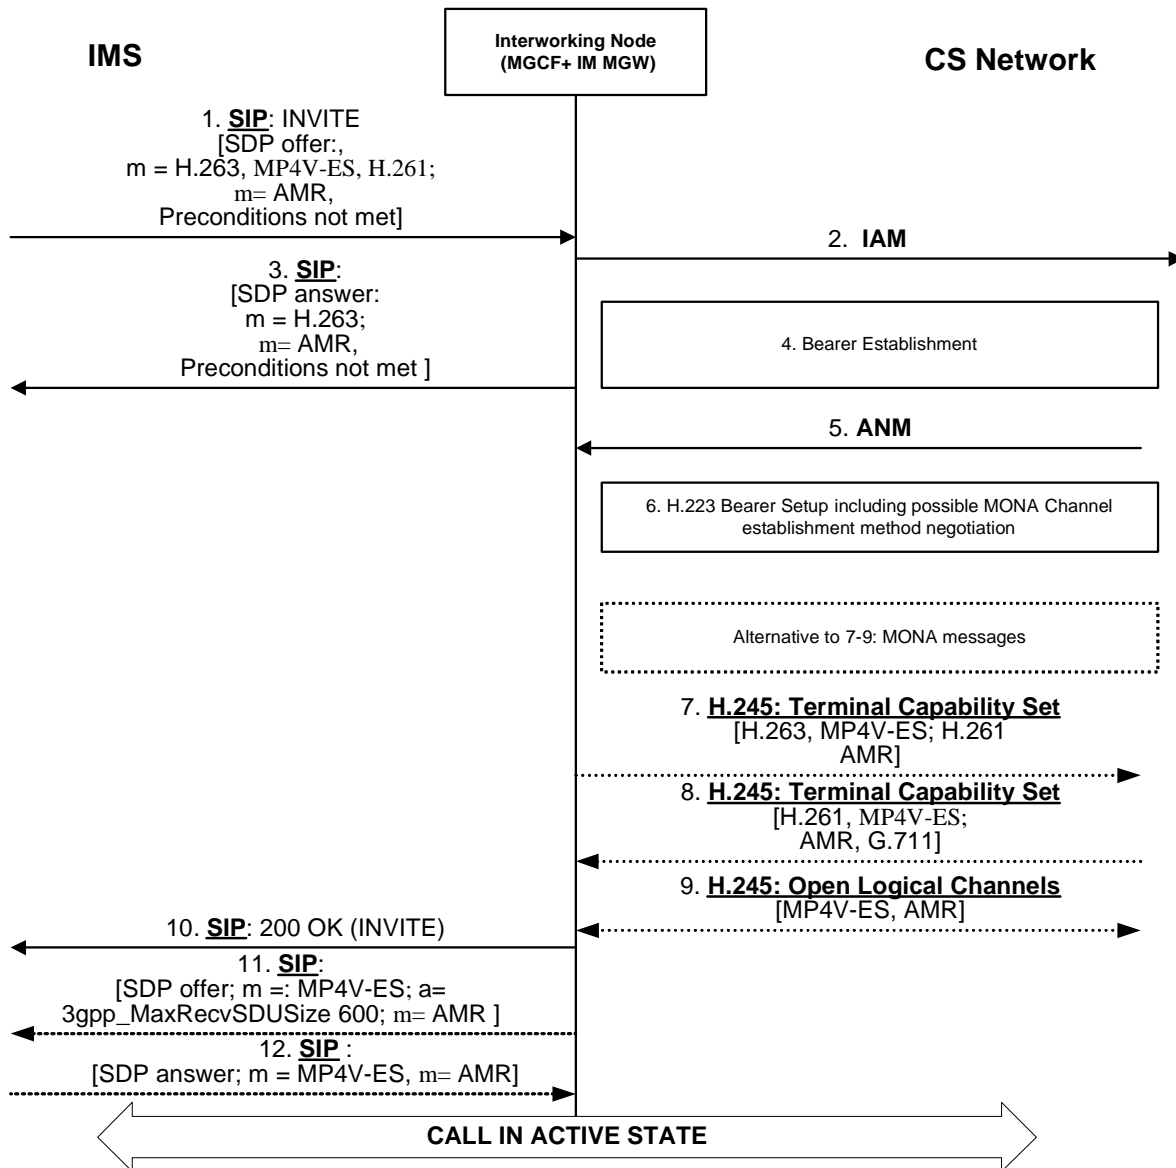 IMS
Interworking Node
(MGCF+ IM MGW)
CS Network
1. SIP: INVITE
[SDP offer:,
m = H.263, MP4V-ES, H.261;
m= AMR,
Preconditions not met]
2. IAM
3. SIP:
[SDP answer:
m = H.263;
m= AMR,
Preconditions not met ]
4. Bearer Establishment
5. ANM
6. H.223 Bearer Setup including possible MONA Channel
establishment method negotiation
Alternative to 7-9: MONA messages
7. H.245: Terminal Capability Set
[H.263, MP4V-ES; H.261
AMR]
8. H.245: Terminal Capability Set
[H.261, MP4V-ES;
AMR, G.711]
9. H.245: Open Logical Channels
[MP4V-ES, AMR]
10. SIP: 200 OK (INVITE)
11. SIP:
[SDP offer; m =: MP4V-ES; a=
3gpp_MaxRecvSDUSize 600; m= AMR ]
12. SIP :
[SDP answer; m = MP4V-ES, m= AMR]
CALL IN ACTIVE STATE